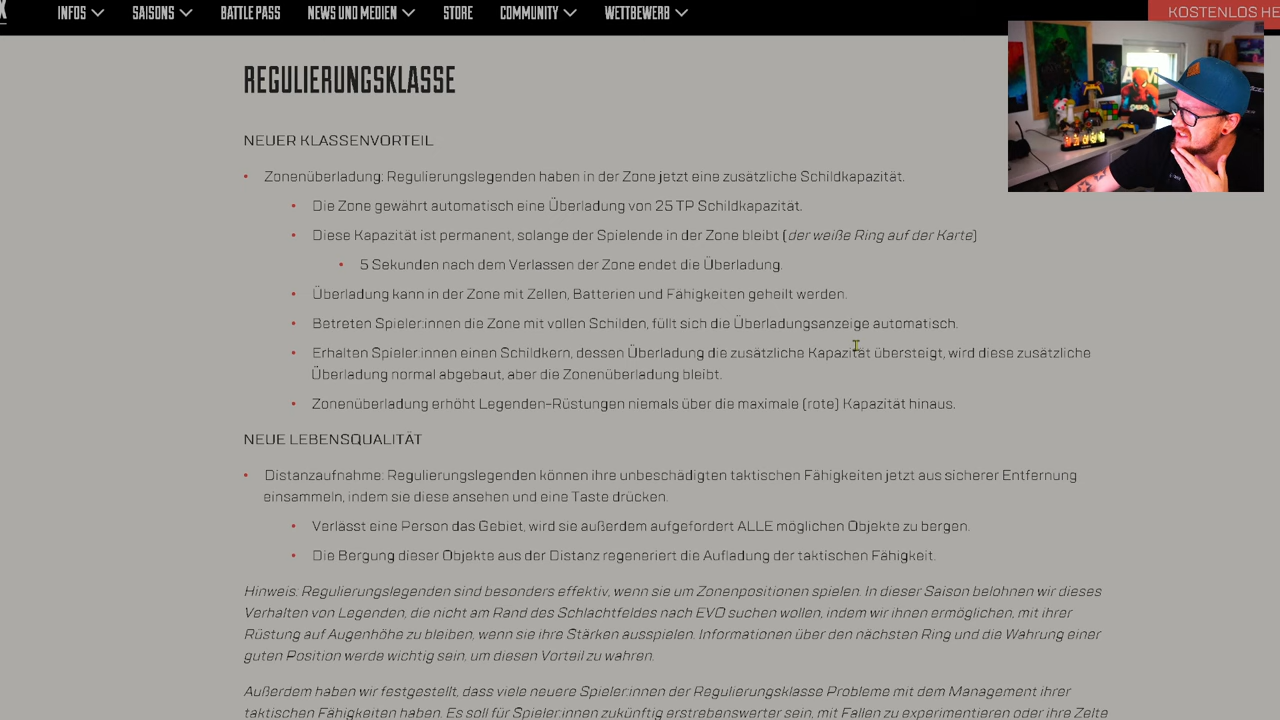 INFOS SAISONS BATTLE PASS NEWS UND MEDIEN STORE COMMUNITY WETTBEWERB KOSTENLOS HE
REGULIERUNGSKLASSE
NEUER KLASSENVORTEIL
• Zonenüberladung: Regulierungslegenden haben in der Zone jetzt eine zusätzliche Schildkapazität.
• Die Zone gewährt automatisch eine Überladung von 25 TP Schildkapazität.
• Diese Kapazität ist permanent, solange der Spielende in der Zone bleibt (der weiße Ring auf der Karte)
• 5 Sekunden nach dem Verlassen der Zone endet die Überladung.
• Überladung kann in der Zone mit Zellen, Batterien und Fähigkeiten geheilt werden.
• Betreten Spieler:innen die Zone mit vollen Schilden, füllt sich die Überladungsanzeige automatisch.
• Erhalten Spieler:innen einen Schildkern, dessen Überladung die zusätzliche Kapazität übersteigt, wird diese zusätzliche
Überladung normal abgebaut, aber die Zonenüberladung bleibt.
• Zonenüberladung erhöht Legenden-Rüstungen niemals über die maximale (rote) Kapazität hinaus.
NEUE LEBENSQUALITÄT
• Distanzaufnahme: Regulierungslegenden können ihre unbeschädigten taktischen Fähigkeiten jetzt aus sicherer Entfernung
einsammeln, indem sie diese ansehen und eine Taste drücken.
• Verlässt eine Person das Gebiet, wird sie außerdem aufgefordert ALLE möglichen Objekte zu bergen.
• Die Bergung dieser Objekte aus der Distanz regeneriert die Aufladung der taktischen Fähigkeit.
Hinweis: Regulierungslegenden sind besonders effektiv, wenn sie um Zonenpositionen spielen. In dieser Saison belohnen wir dieses
Verhalten von Legenden, die nicht am Rand des Schlachtfeldes nach EVO suchen wollen, indem wir ihnen ermöglichen, mit ihrer
Rüstung auf Augenhöhe zu bleiben, wenn sie ihre Stärken ausspielen. Informationen über den nächsten Ring und die Wahrung einer
guten Position werde wichtig sein, um diesen Vorteil zu wahren.
Außerdem haben wir festgestellt, dass viele neuere Spieler:innen der Regulierungsklasse Probleme mit dem Management ihrer
taktischen Fähigkeiten haben. Es soll für Spieler:innen zukünftig erstrebenswerter sein, mit Fallen zu experimentieren oder ihre Zelte